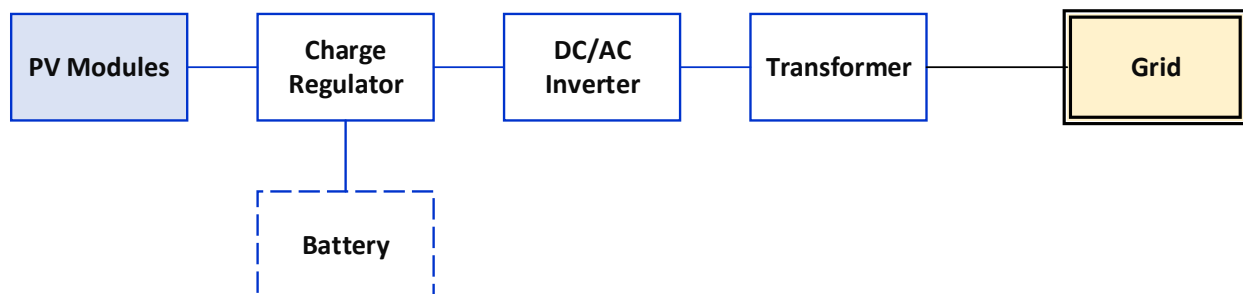 PV Modules
Charge
Regulator
DC/AC
Inverter
Transformer
Grid
Battery